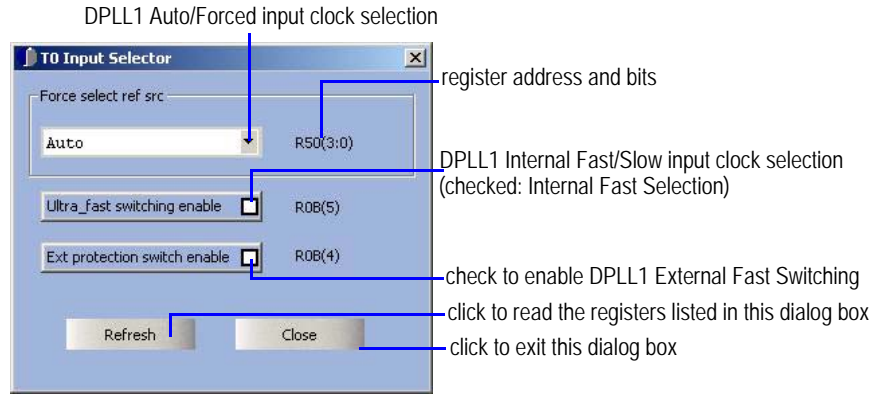 DPLL1 Auto/Forced input clock selection
T0 Input Selector
register address and bits
Force select ref src
Auto
R50(3:0)
DPLL1 Internal Fast/Slow input clock selection
(checked: Internal Fast Selection)
Ultra_fast switching enable
R0B(5)
Ext protection switch enable
R0B(4)
check to enable DPLL1 External Fast Switching
click to read the registers listed in this dialog box
Refresh
Close
click to exit this dialog box